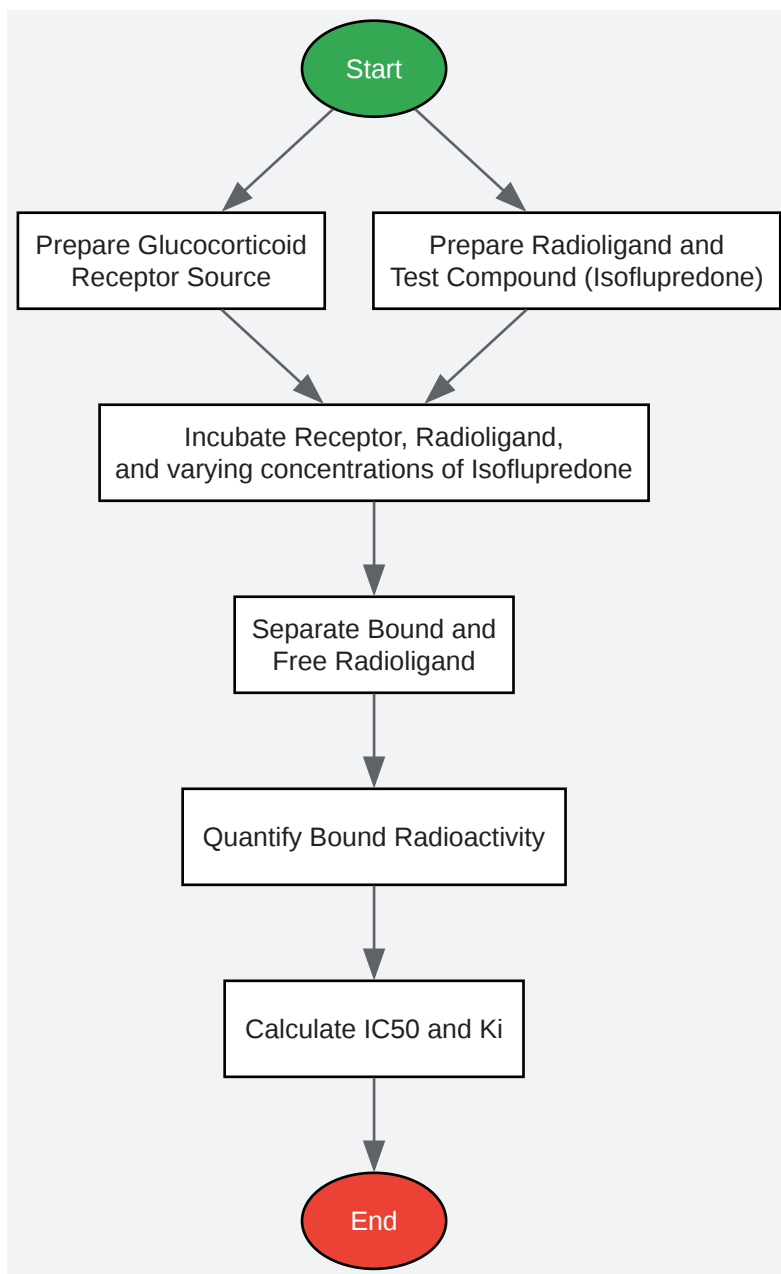 Start
Prepare Glucocorticoid
Receptor Source
Prepare Radioligand and
Test Compound (Isoflupredone)
Incubate Receptor, Radioligand,
and varying concentrations of Isoflupredone
Separate Bound and
Free Radioligand
Quantify Bound Radioactivity
Calculate IC50 and Ki
End